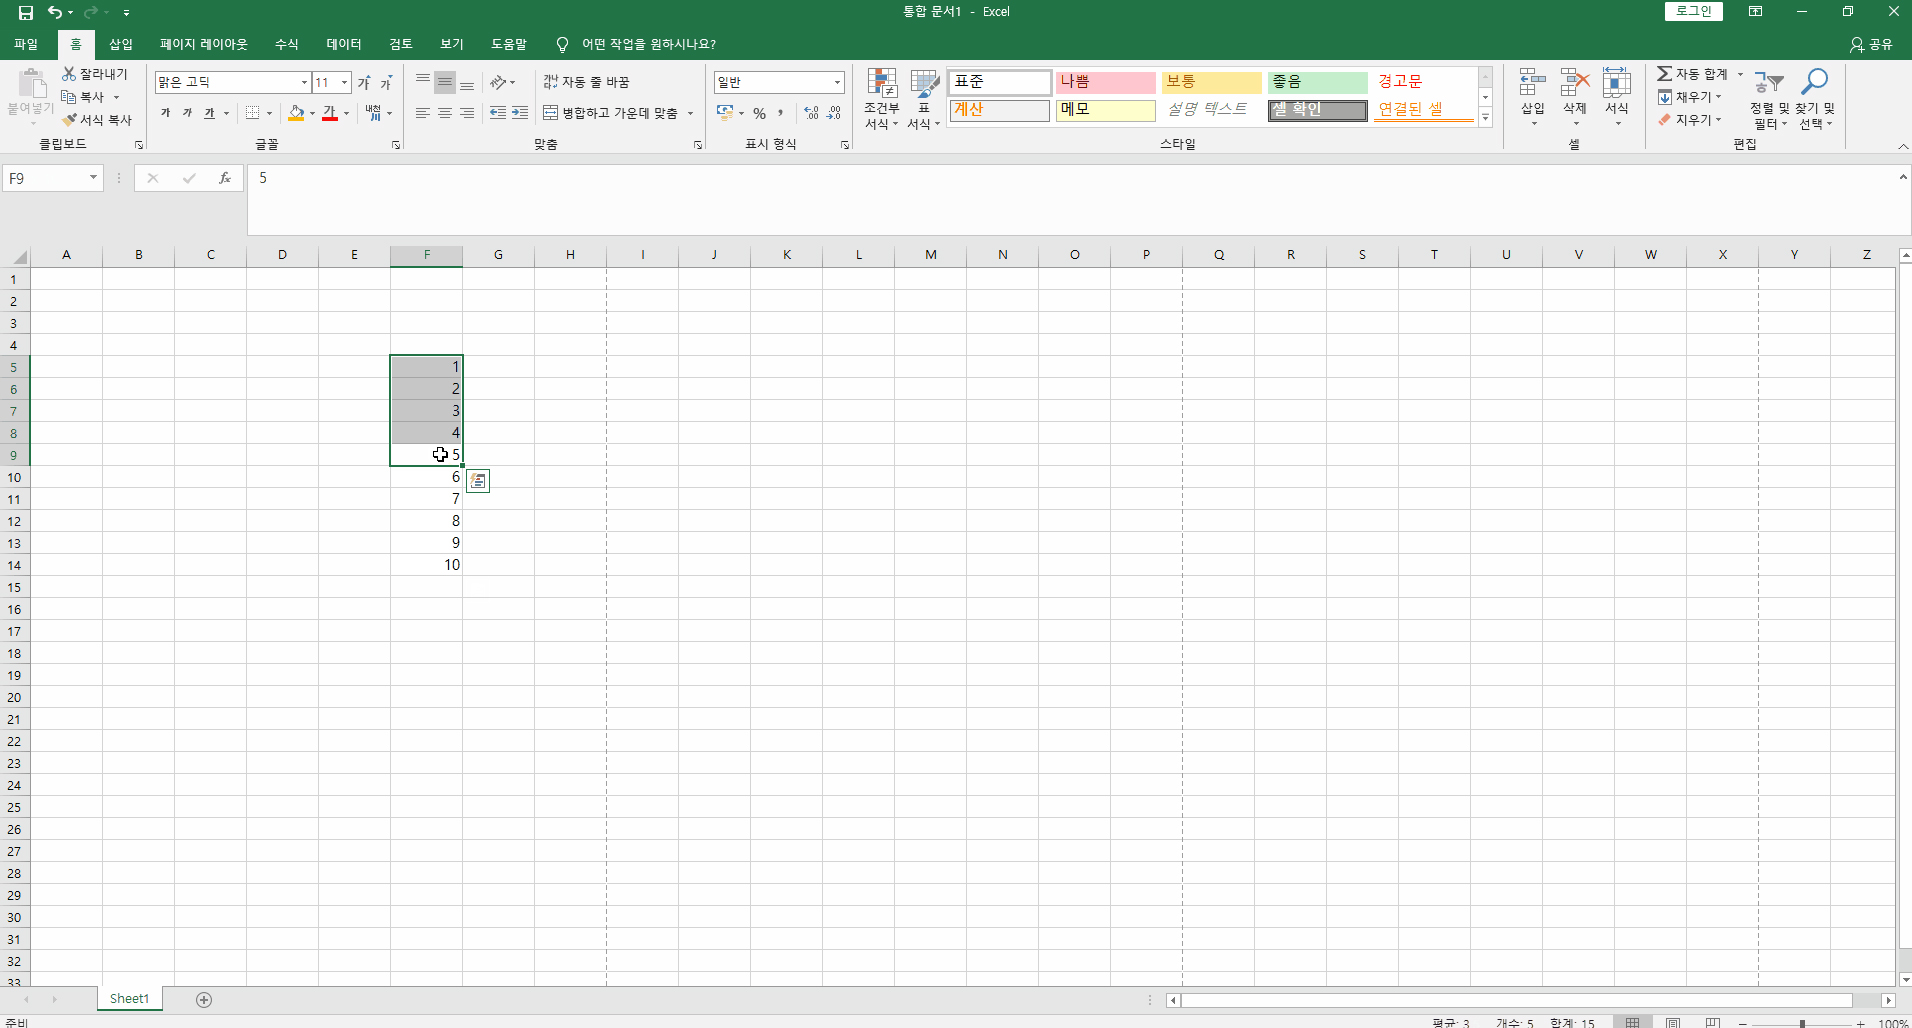 통합 문서1 - Excel
로그인
파일 홈 삽입 페이지 레이아웃 수식 데이터 검토 보기 도움말 어떤 작업을 원하시나요? 공유
붙여넣기
잘라내기
복사
서식 복사
클립보드
맑은 고딕 11
가 가
가 가 가 가 내천
글꼴
자동 줄 바꿈
병합하고 가운데 맞춤
맞춤
일반
% ,
표시 형식
조건부 서식
표 서식
표준 나쁨 보통 좋음 경고문
계산 메모 설명 텍스트 셀 확인 연결된 셀
스타일
삽입 삭제 서식
셀
자동 합계
채우기
지우기
정렬 및 필터
찾기 및 선택
편집
F9 fx 5
A B C D E F G H I J K L M N O P Q R S T U V W X Y Z
1
2
3
4
5 1
6 2
7 3
8 4
9 5
10 6
11 7
12 8
13 9
14 10
15
16
17
18
19
20
21
22
23
24
25
26
27
28
29
30
31
32
33
Sheet1
준비 평균: 3 개수: 5 합계: 15 100%